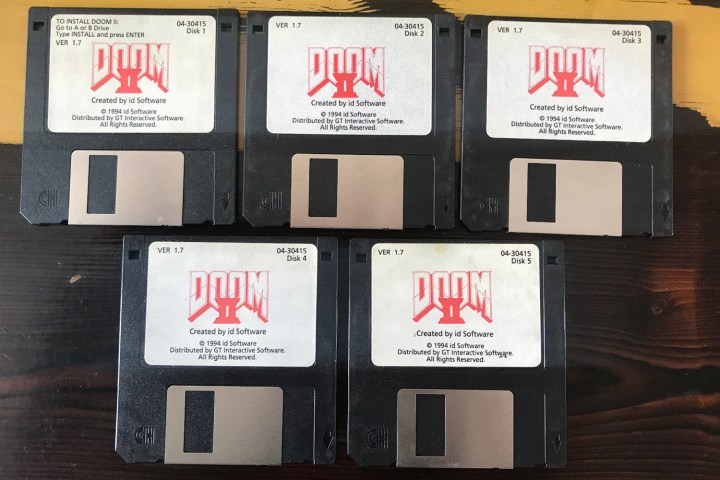 TO INSTALL DOOM II:
Go to A or B Drive
Type INSTALL and press ENTER
VER 1.7
04-30415
Disk 1
DOOM
II
Created by id Software
© 1994 id Software
Distributed by GT Interactive Software.
All Rights Reserved.
VER 1.7
04-30415
Disk 2
DOOM
II
Created by id Software
© 1994 id Software
Distributed by GT Interactive Software.
All Rights Reserved.
VER 1.7
04-30415
Disk 3
DOOM
II
Created by id Software
© 1994 id Software
Distributed by GT Interactive Software.
All Rights Reserved.
VER 1.7
04-30415
Disk 4
DOOM
II
Created by id Software
© 1994 id Software
Distributed by GT Interactive Software.
All Rights Reserved.
VER 1.7
04-30415
Disk 5
DOOM
II
Created by id Software
© 1994 id Software
Distributed by GT Interactive Software.
All Rights Reserved.